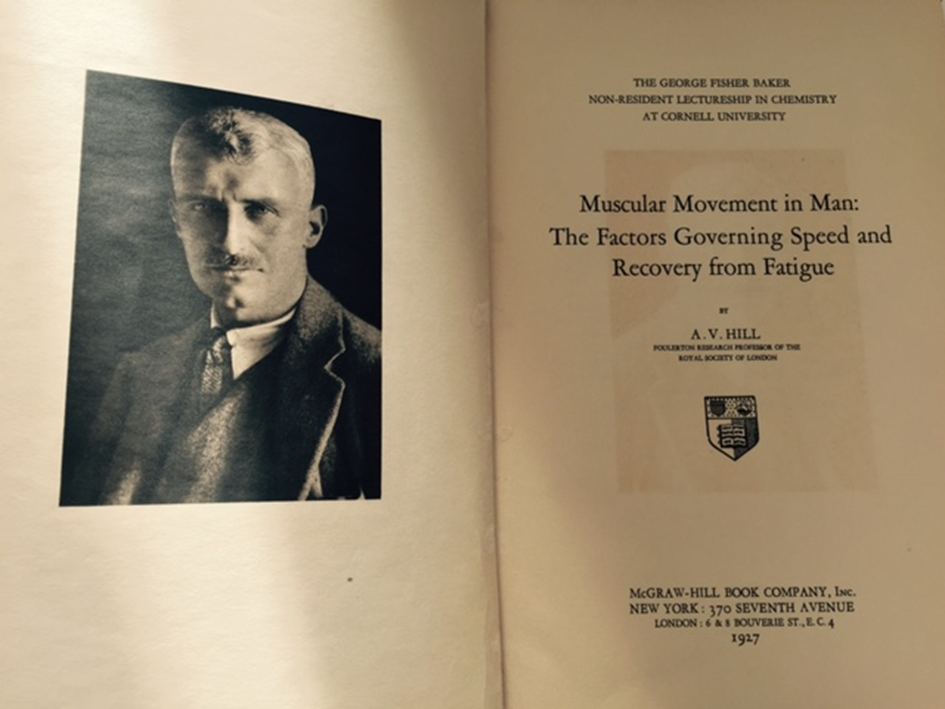 THE GEORGE FISHER BAKER
NON-RESIDENT LECTURESHIP IN CHEMISTRY
AT CORNELL UNIVERSITY
Muscular Movement in Man:
The Factors Governing Speed and
Recovery from Fatigue
BY
A. V. HILL
FOULERTON RESEARCH PROFESSOR OF THE
ROYAL SOCIETY OF LONDON
McGRAW-HILL BOOK COMPANY, INC.
NEW YORK: 370 SEVENTH AVENUE
LONDON: 6 & 8 BOUVERIE ST., E. C. 4
1927